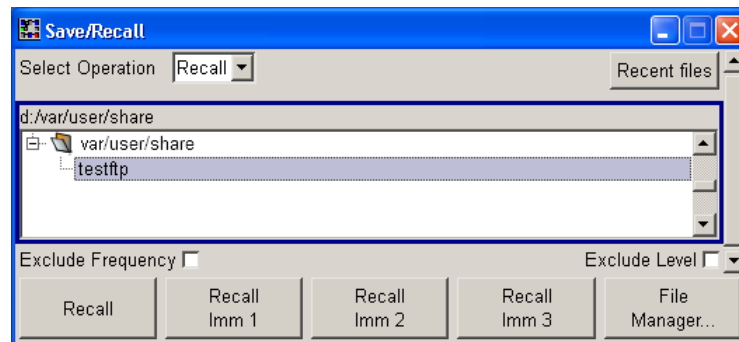 Save/Recall
Select Operation Recall Recent files
d:/var/user/share
var/user/share
testftp
Exclude Frequency Exclude Level
Recall Recall Imm 1 Recall Imm 2 Recall Imm 3 File Manager...